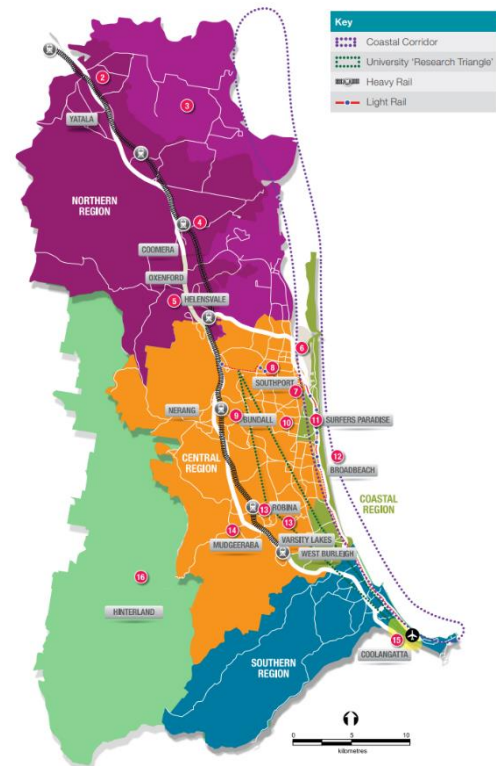 Key
Coastal Corridor
University 'Research Triangle'
Heavy Rail
Light Rail
2
3
YATALA
NORTHERN
REGION
4
COOMERA
OXENFORD
5
HELENSVALE
6
8
SOUTHPORT
7
NERANG
9
BUNDALL
10
11
SURFERS PARADISE
12
BROADBEACH
CENTRAL
REGION
COASTAL
REGION
13
ROBINA
13
14
MUDGEERABA
VARSITY LAKES
WEST BURLEIGH
16
HINTERLAND
SOUTHERN
REGION
15
COOLANGATTA
0
5
10
kilometres